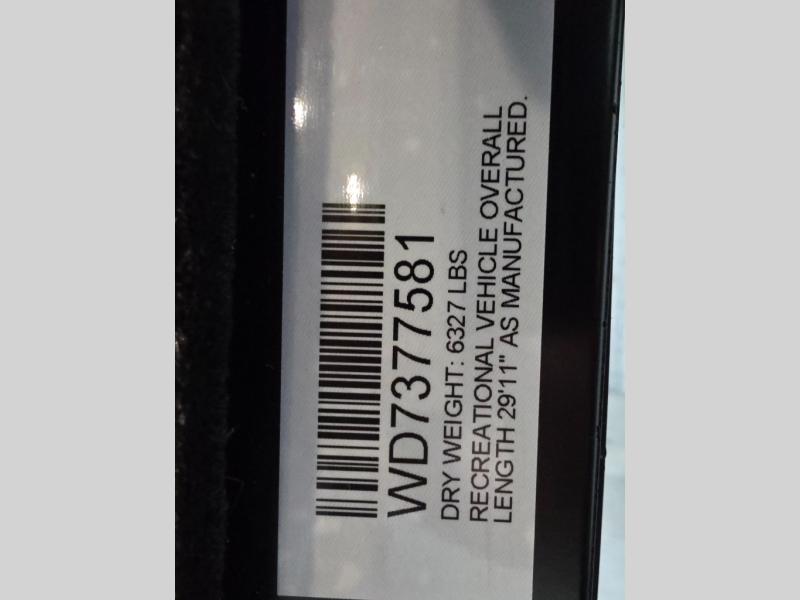 WD7377581
DRY WEIGHT: 6327 LBS
RECREATIONAL VEHICLE OVERALL
LENGTH 29'11" AS MANUFACTURED.